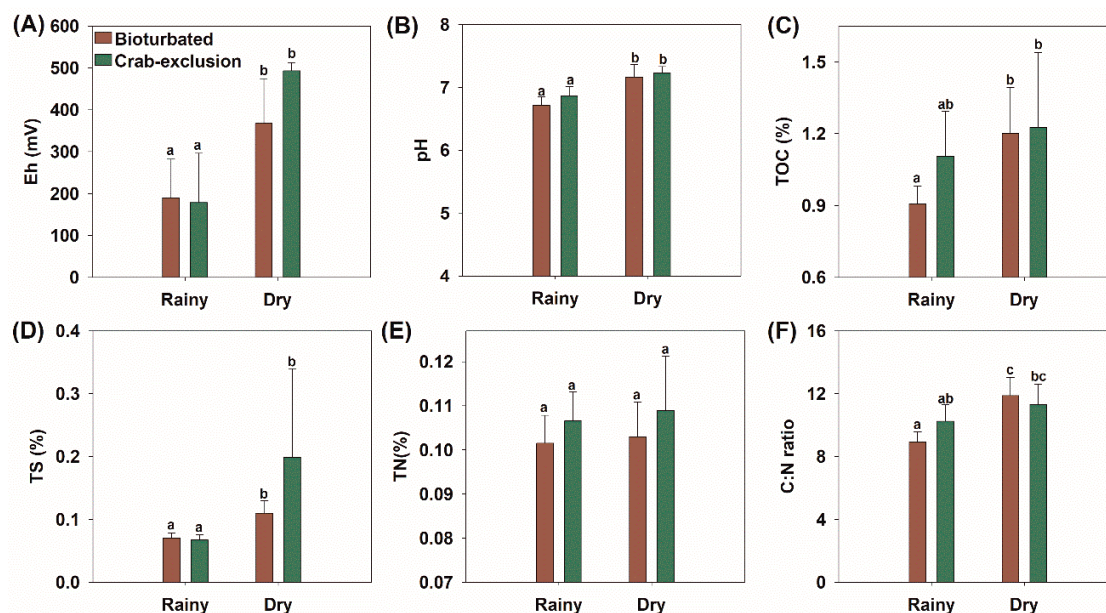 (A)
600
500
400
300
200
100
0
Eh (mV)
Bioturbated
Crab-exclusion
a
a
b
b
Rainy
Dry
(B)
8
7
6
5
4
pH
a
a
b
b
Rainy
Dry
(C)
1.5
1.2
0.9
0.6
TOC (%)
a
ab
b
b
Rainy
Dry
(D)
0.4
0.3
0.2
0.1
0.0
TS (%)
a
a
b
b
Rainy
Dry
(E)
0.12
0.11
0.10
0.09
0.08
0.07
TN(%)
a
a
a
a
Rainy
Dry
(F)
16
12
8
4
0
C:N ratio
a
ab
c
bc
Rainy
Dry